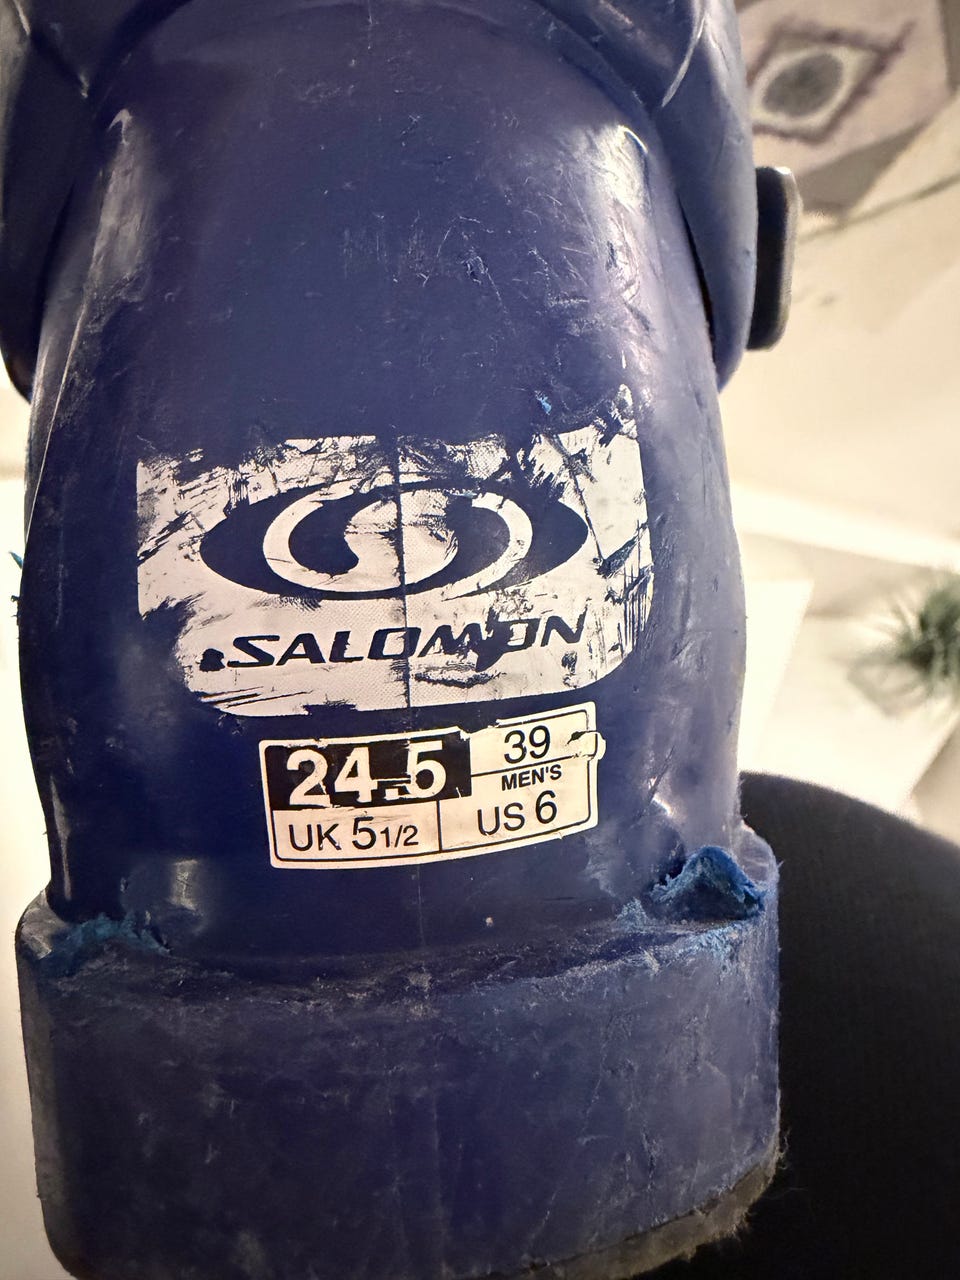 SALOMON
24.5
39
MEN'S
UK 5 1/2
US 6